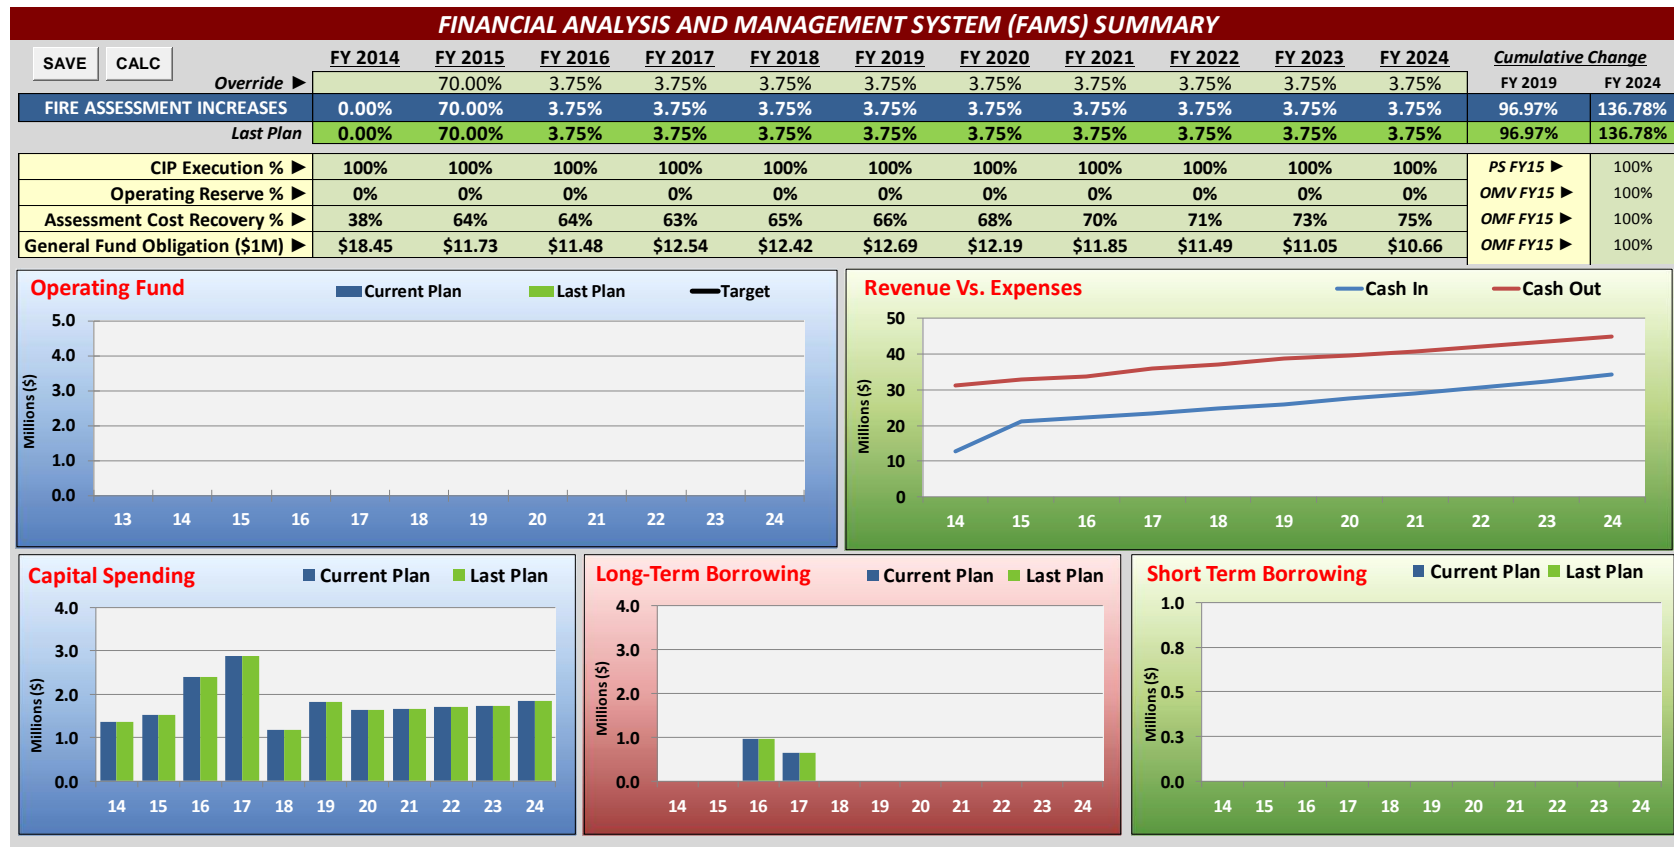 FINANCIAL ANALYSIS AND MANAGEMENT SYSTEM (FAMS) SUMMARY
SAVE CALC FY 2014 FY 2015 FY 2016 FY 2017 FY 2018 FY 2019 FY 2020 FY 2021 FY 2022 FY 2023 FY 2024 Cumulative Change
Override ► 70.00% 3.75% 3.75% 3.75% 3.75% 3.75% 3.75% 3.75% 3.75% 3.75% FY 2019 FY 2024
FIRE ASSESSMENT INCREASES 0.00% 70.00% 3.75% 3.75% 3.75% 3.75% 3.75% 3.75% 3.75% 3.75% 3.75% 96.97% 136.78%
Last Plan 0.00% 70.00% 3.75% 3.75% 3.75% 3.75% 3.75% 3.75% 3.75% 3.75% 3.75% 96.97% 136.78%
CIP Execution % ► 100% 100% 100% 100% 100% 100% 100% 100% 100% 100% 100% PS FY15 ► 100%
Operating Reserve % ► 0% 0% 0% 0% 0% 0% 0% 0% 0% 0% 0% OMV FY15 ► 100%
Assessment Cost Recovery % ► 38% 64% 64% 63% 65% 66% 68% 70% 71% 73% 75% OMF FY15 ► 100%
General Fund Obligation ($1M) ► $18.45 $11.73 $11.48 $12.54 $12.42 $12.69 $12.19 $11.85 $11.49 $11.05 $10.66 OMF FY15 ► 100%
Operating Fund Current Plan Last Plan Target
Millions ($)
5.0
4.0
3.0
2.0
1.0
0.0
13 14 15 16 17 18 19 20 21 22 23 24
Revenue Vs. Expenses Cash In Cash Out
Millions ($)
50
40
30
20
10
0
14 15 16 17 18 19 20 21 22 23 24
Capital Spending Current Plan Last Plan
Millions ($)
4.0
3.0
2.0
1.0
0.0
14 15 16 17 18 19 20 21 22 23 24
Long-Term Borrowing Current Plan Last Plan
Millions ($)
4.0
3.0
2.0
1.0
0.0
14 15 16 17 18 19 20 21 22 23 24
Short Term Borrowing Current Plan Last Plan
Millions ($)
1.0
0.8
0.5
0.3
0.0
14 15 16 17 18 19 20 21 22 23 24